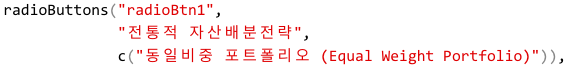 radioButtons("radioBtn1",
"전통적 자산배분전략",
c("동일비중 포트폴리오 (Equal Weight Portfolio)")),